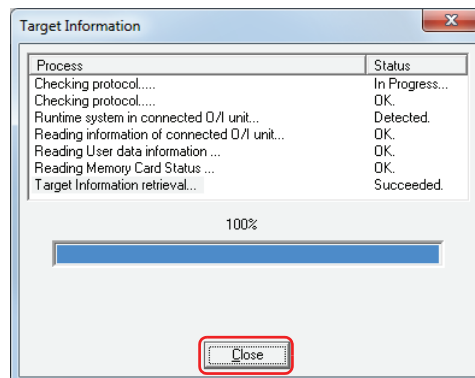 Target Information
Process Status
Checking protocol..... In Progress...
Checking protocol..... OK.
Runtime system in connected O/I unit... Detected.
Reading information of connected O/I unit... OK.
Reading User data information ... OK.
Reading Memory Card Status ... OK.
Target Information retrieval... Succeeded.
100%
Close